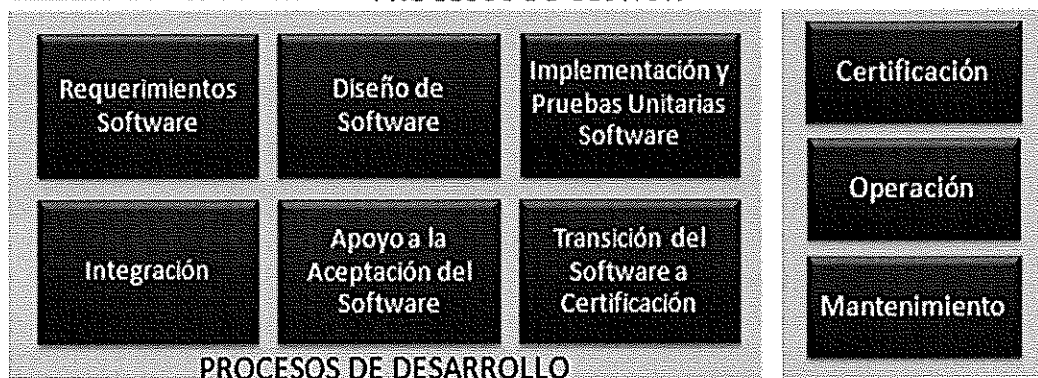 Requerimientos
Software
Diseño de
Software
Implementación y
Pruebas Unitarias
Software
Certificación
Operación
Integración
Apoyo a la
Aceptación del
Software
Transición del
Software a
Certificación
Mantenimiento
PROCESOS DE DESARROLLO